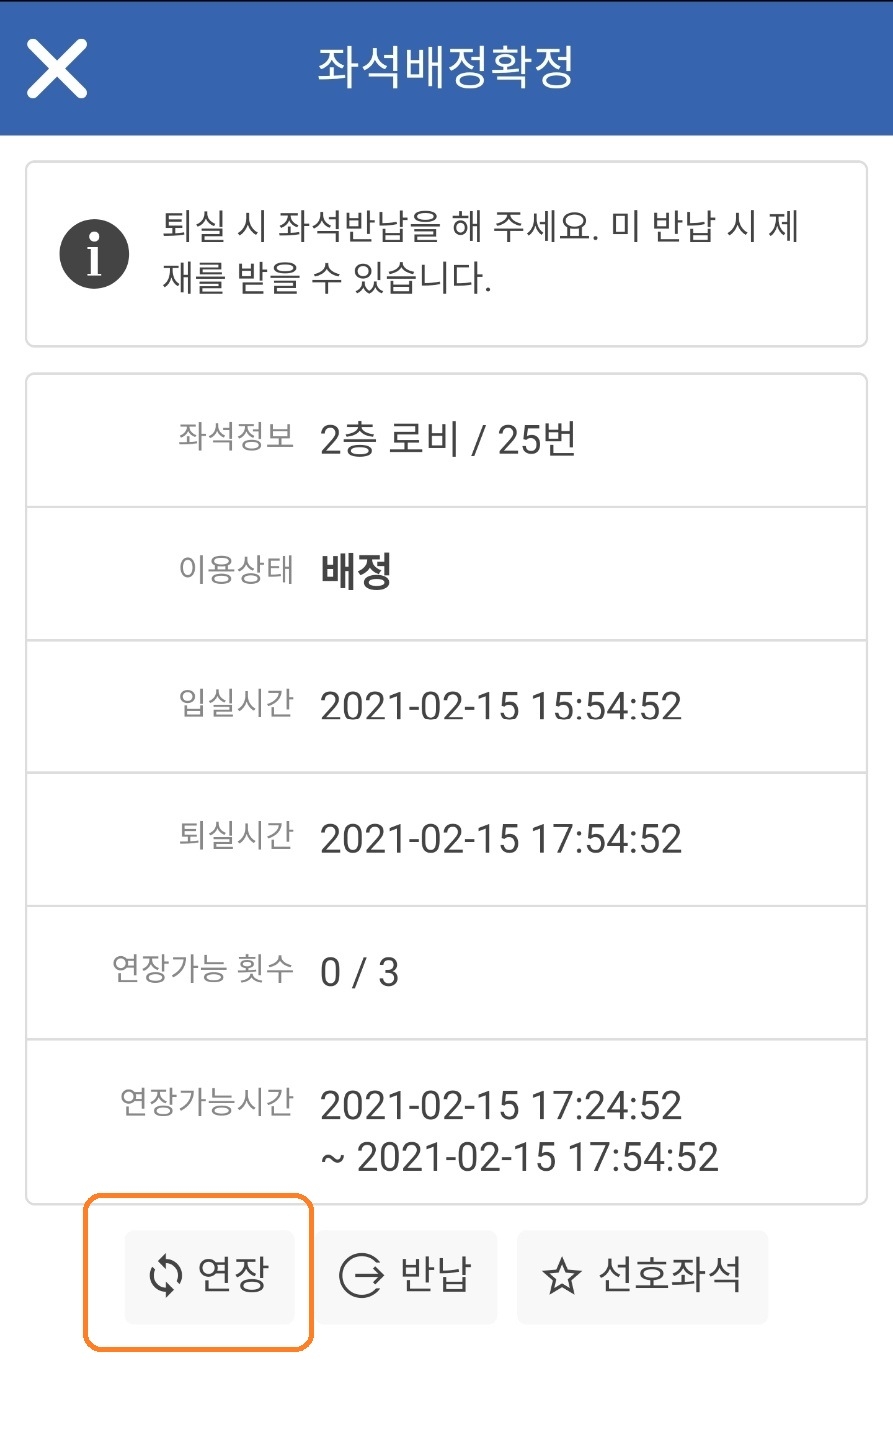 좌석배정확정
퇴실 시 좌석반납을 해 주세요. 미 반납 시 제
재를 받을 수 있습니다.
좌석정보 2층 로비 / 25번
이용상태 배정
입실시간 2021-02-15 15:54:52
퇴실시간 2021-02-15 17:54:52
연장가능 횟수 0 / 3
연장가능시간 2021-02-15 17:24:52
~ 2021-02-15 17:54:52
연장 반납 선호좌석